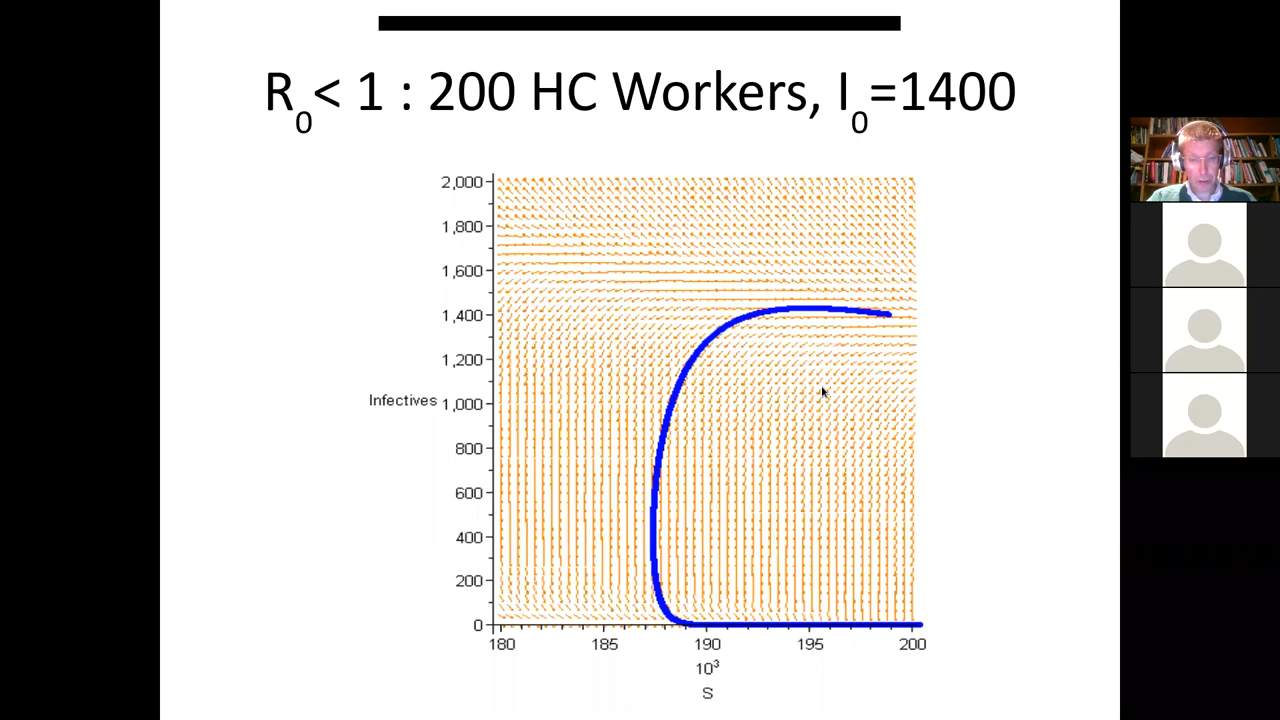 R₀< 1 : 200 HC Workers, I₀=1400
2,000
1,800
1,600
1,400
1,200
Infectives 1,000
800
600
400
200
0
180 185 190 195 200
10³
S